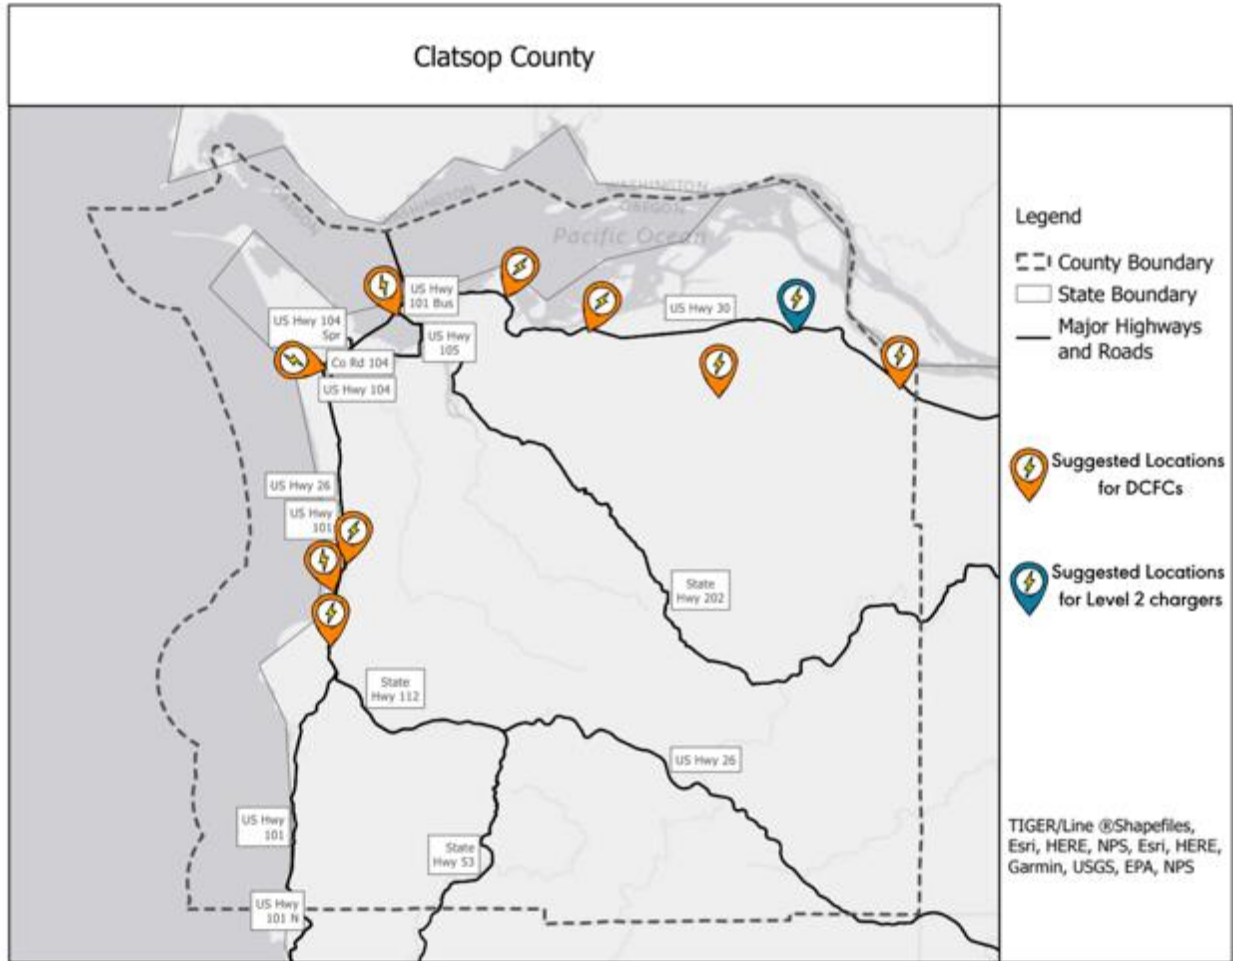 Clatsop County
WASHINGTON
OREGON
WASHINGTON
OREGON
Pacific Ocean
US Hwy
101 Bus
US Hwy 30
US Hwy 104
Spr
US Hwy
105
Co Rd 104
US Hwy 104
US Hwy 26
US Hwy
101
State
Hwy 202
State
Hwy 112
US Hwy 26
US Hwy
101
State
Hwy 53
US Hwy
101 N
Legend
County Boundary
State Boundary
Major Highways
and Roads
Suggested Locations
for DCFCs
Suggested Locations
for Level 2 chargers
TIGER/Line ®Shapefiles,
Esri, HERE, NPS, Esri, HERE,
Garmin, USGS, EPA, NPS